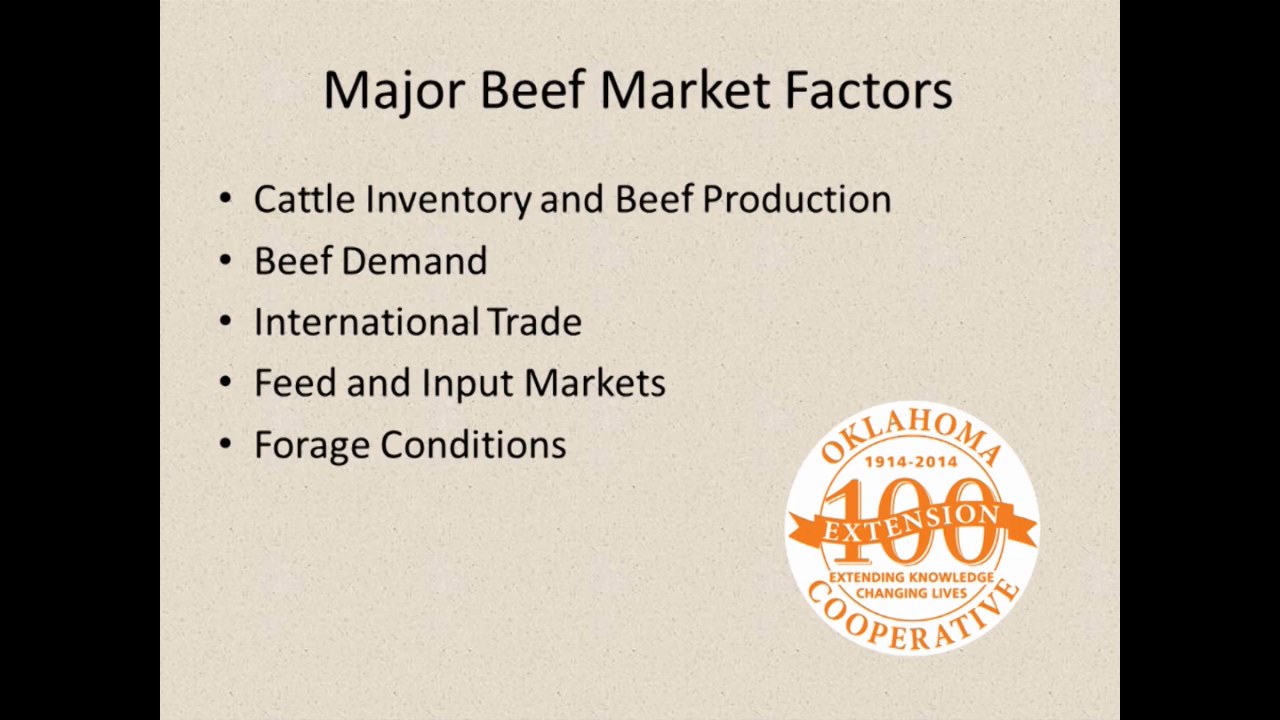 Major Beef Market Factors
• Cattle Inventory and Beef Production
• Beef Demand
• International Trade
• Feed and Input Markets
• Forage Conditions
OKLAHOMA
1914-2014
100
EXTENSION
EXTENDING KNOWLEDGE
CHANGING LIVES
COOPERATIVE